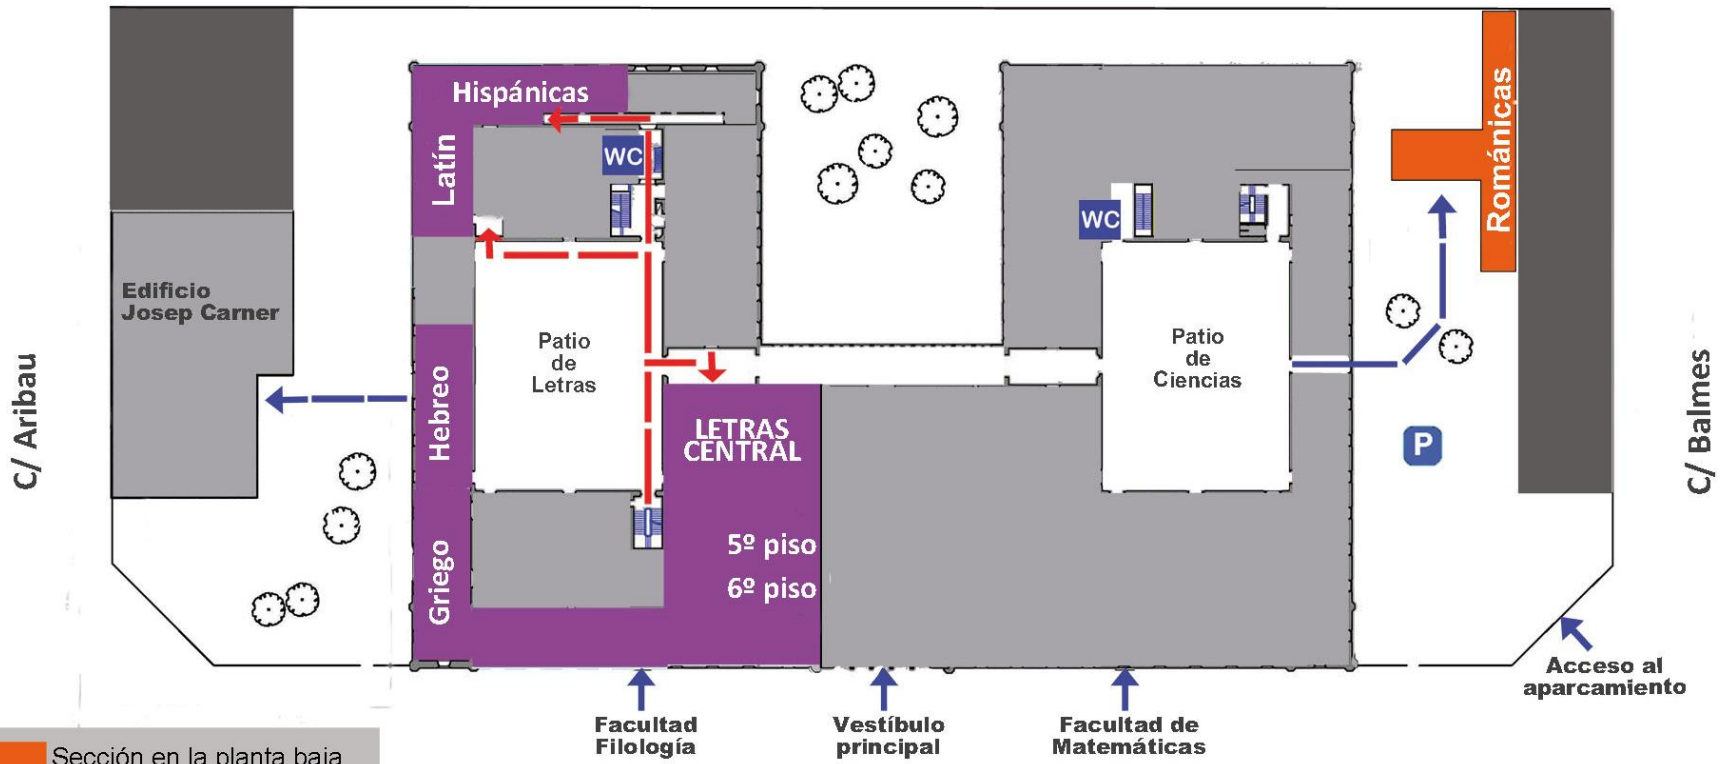 Hispánicas
Latín
WC
Románicas
WC
Edificio
Josep Carner
C/ Aribau
Patio
de
Letras
Patio
de
Ciencias
Hebreo
LETRAS
CENTRAL
P
C/ Balmes
Griego
5º piso
6º piso
Acceso al
aparcamiento
Facultad
Filología
Vestíbulo
principal
Facultad de
Matemáticas
Sección en la planta baja